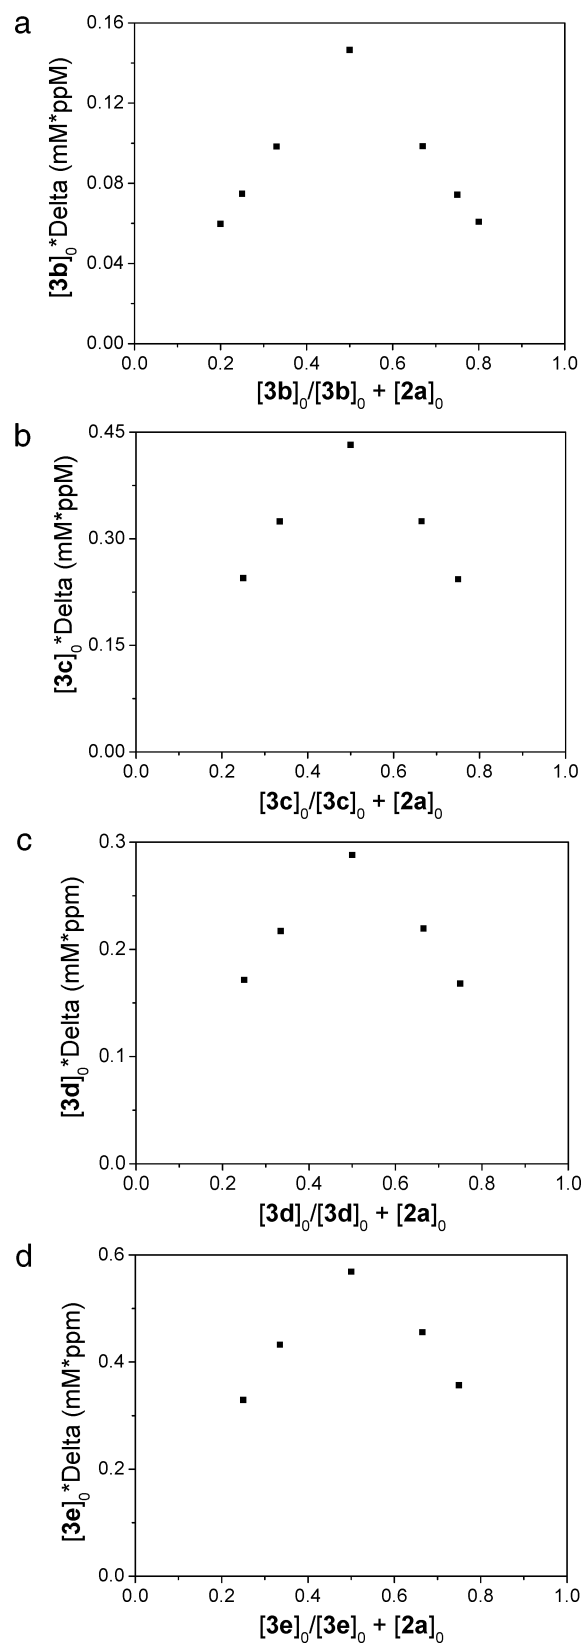 a
0.16
0.12
0.08
0.04
0.00
[3b]0*Delta (mM*ppM)
0.0 0.2 0.4 0.6 0.8 1.0
[3b]0/[3b]0 + [2a]0
b
0.45
0.30
0.15
0.00
[3c]0*Delta (mM*ppM)
0.0 0.2 0.4 0.6 0.8 1.0
[3c]0/[3c]0 + [2a]0
c
0.3
0.2
0.1
0.0
[3d]0*Delta (mM*ppm)
0.0 0.2 0.4 0.6 0.8 1.0
[3d]0/[3d]0 + [2a]0
d
0.6
0.4
0.2
0.0
[3e]0*Delta (mM*ppm)
0.0 0.2 0.4 0.6 0.8 1.0
[3e]0/[3e]0 + [2a]0